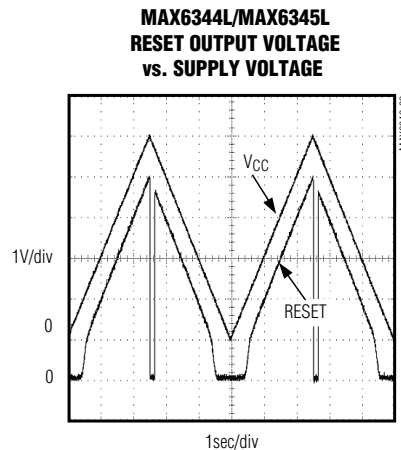 MAX6344L/MAX6345L
RESET OUTPUT VOLTAGE
vs. SUPPLY VOLTAGE
VCC
1V/div
RESET
0
0
1sec/div